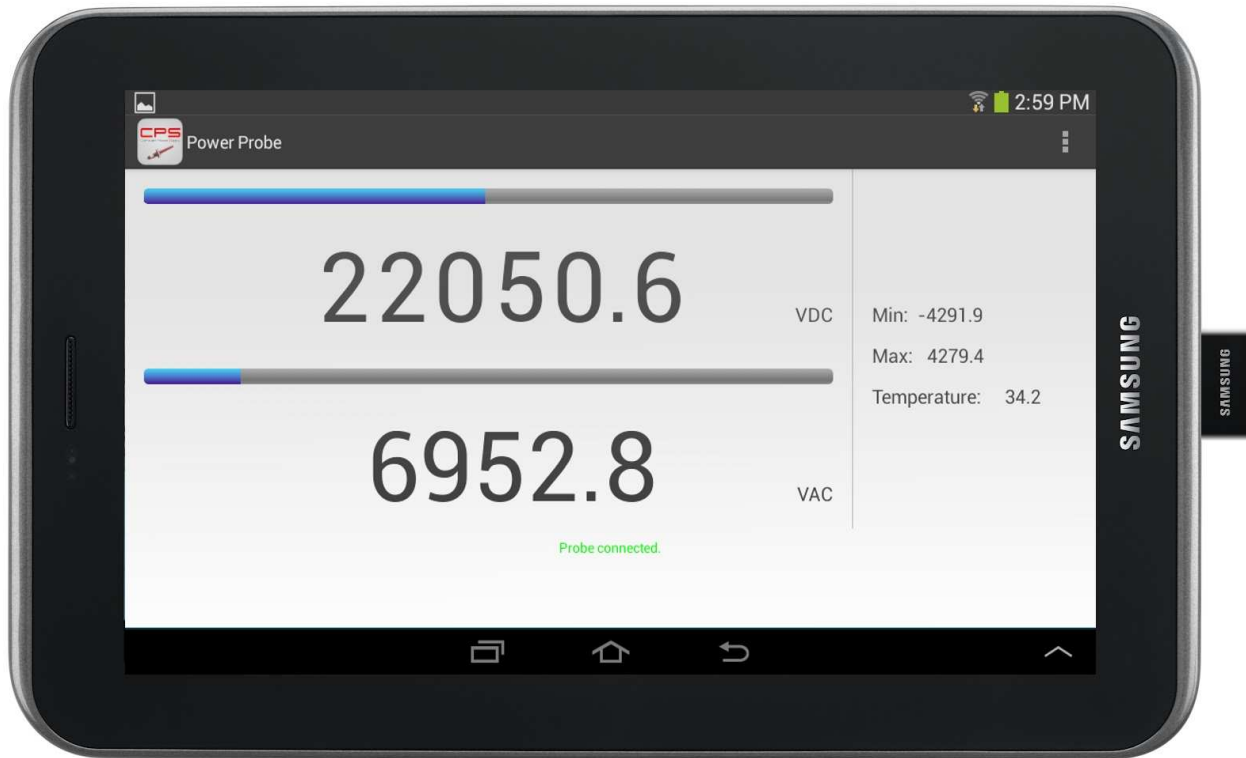 2:59 PM
CPS
Power Probe
22050.6 VDC
Min: -4291.9
Max: 4279.4
Temperature: 34.2
6952.8 VAC
Probe connected.
SAMSUNG
SAMSUNG